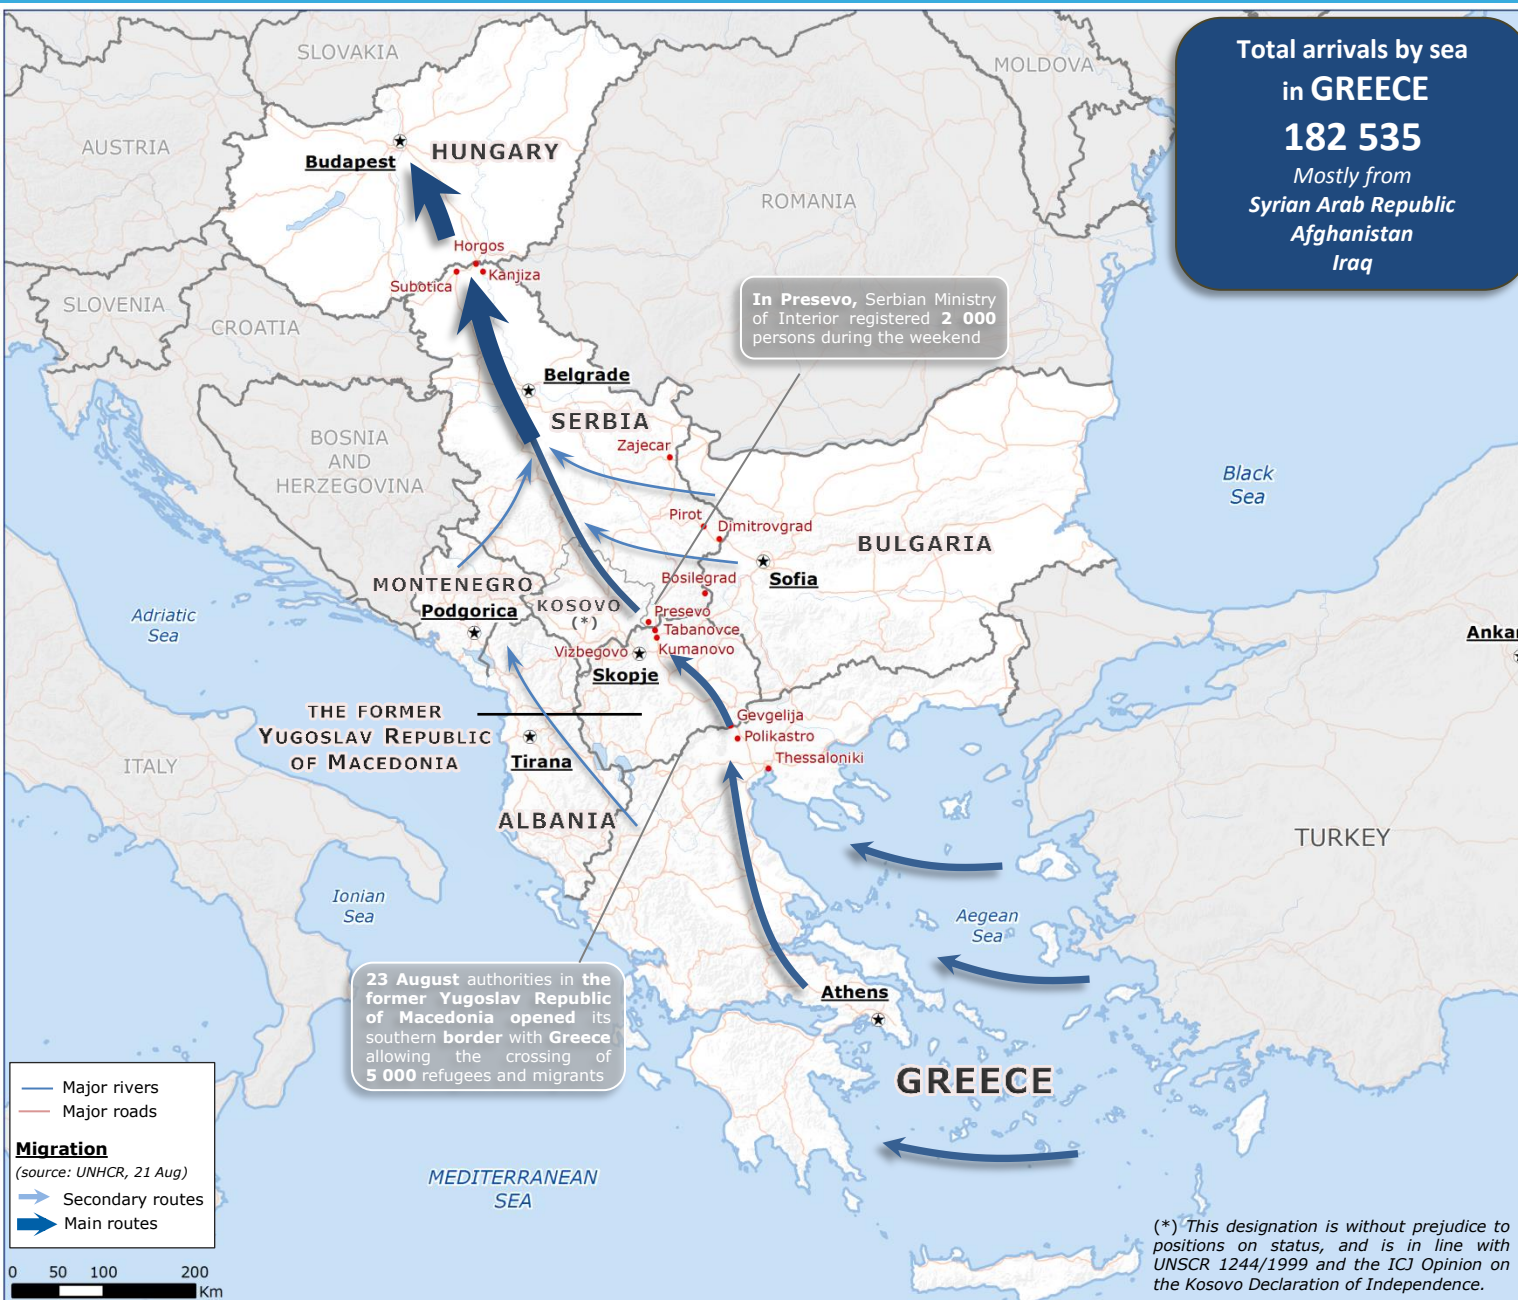 Total arrivals by sea
in GREECE
182 535
Mostly from
Syrian Arab Republic
Afghanistan
Iraq
SLOVAKIA
MOLDOVA
AUSTRIA
Budapest
HUNGARY
ROMANIA
Horgos
Kanjiza
Subotica
SLOVENIA
CROATIA
In Presevo, Serbian Ministry
of Interior registered 2 000
persons during the weekend
Belgrade
SERBIA
Zajecar
BOSNIA
AND
HERZEGOVINA
Black
Sea
Pirot
Dimitrovgrad
BULGARIA
Sofia
Bosilegrad
MONTENEGRO
Podgorica
KOSOVO
(*)
Presevo
Tabanovce
Kumanovo
Vizbegovo
Skopje
Adriatic
Sea
Ankar
THE FORMER
YUGOSLAV REPUBLIC
OF MACEDONIA
Gevgelija
Polikastro
Thessaloniki
Tirana
ITALY
ALBANIA
TURKEY
Ionian
Sea
Aegean
Sea
23 August authorities in the
former Yugoslav Republic
of Macedonia opened its
southern border with Greece
allowing the crossing of
5 000 refugees and migrants
Athens
GREECE
MEDITERRANEAN
SEA
Major rivers
Major roads
Migration
(source: UNHCR, 21 Aug)
Secondary routes
Main routes
0 50 100 200
Km
(*) This designation is without prejudice to
positions on status, and is in line with
UNSCR 1244/1999 and the ICJ Opinion on
the Kosovo Declaration of Independence.